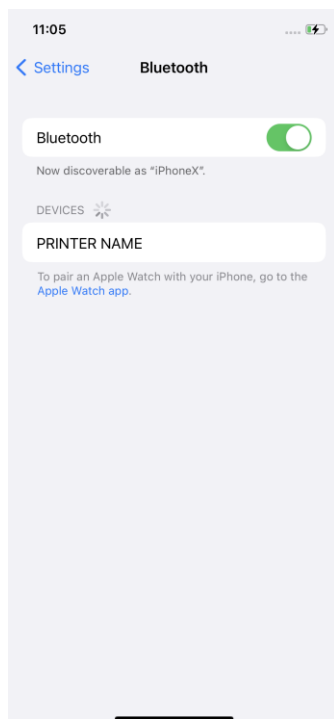 11:05
Settings
Bluetooth
Bluetooth
Now discoverable as “iPhoneX”.
DEVICES
PRINTER NAME
To pair an Apple Watch with your iPhone, go to the
Apple Watch app.